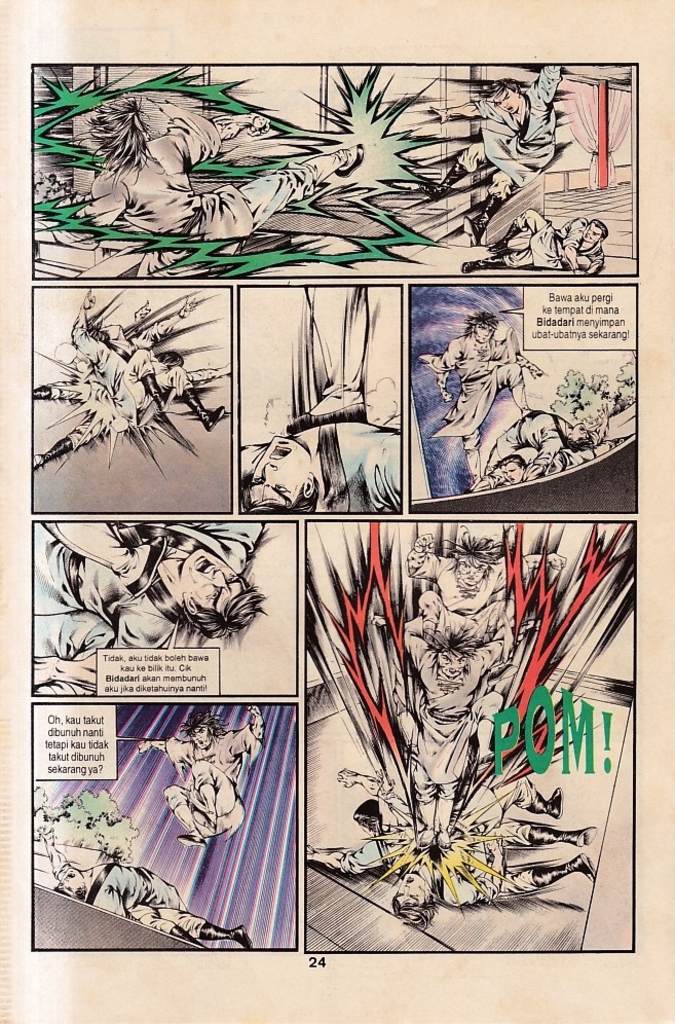 Bawa aku pergi
ke tempat di mana
Bidadari menyimpan
ubat-ubatnya sekarang!
Tidak, aku tidak boleh bawa
kau ke bilik itu. Cik
Bidadari akan membunuh
aku jika diketahuinya nanti!
Oh, kau takut
dibunuh nanti
tetapi kau tidak
takut dibunuh
sekarang ya?
POM!
24